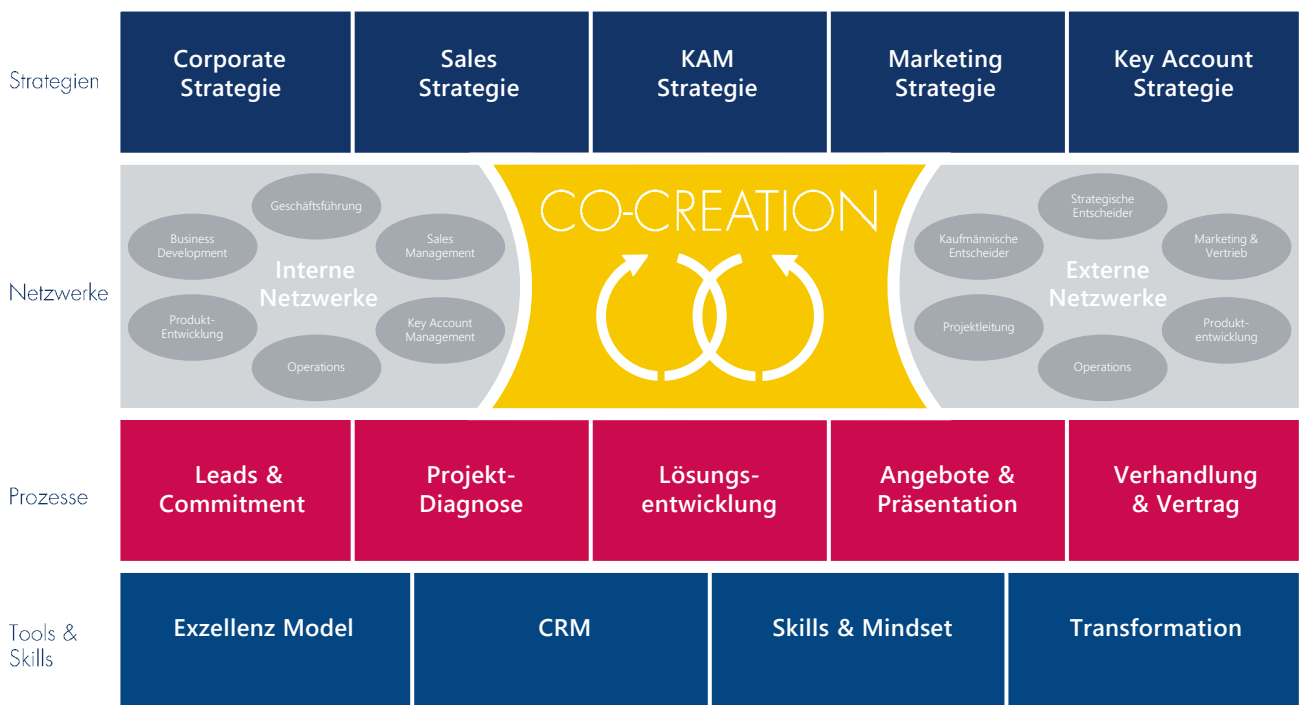 Strategien
Corporate
Strategie
Sales
Strategie
KAM
Strategie
Marketing
Strategie
Key Account
Strategie
Netzwerke
Interne
Netzwerke
Geschäftsführung
Business
Development
Sales
Management
Produkt-
Entwicklung
Key Account
Management
Operations
CO-CREATION
Externe
Netzwerke
Strategische
Entscheider
Kaufmännische
Entscheider
Marketing &
Vertrieb
Projektleitung
Produkt-
entwicklung
Operations
Prozesse
Leads &
Commitment
Projekt-
Diagnose
Lösungs-
entwicklung
Angebote &
Präsentation
Verhandlung
& Vertrag
Tools &
Skills
Exzellenz Model
CRM
Skills & Mindset
Transformation